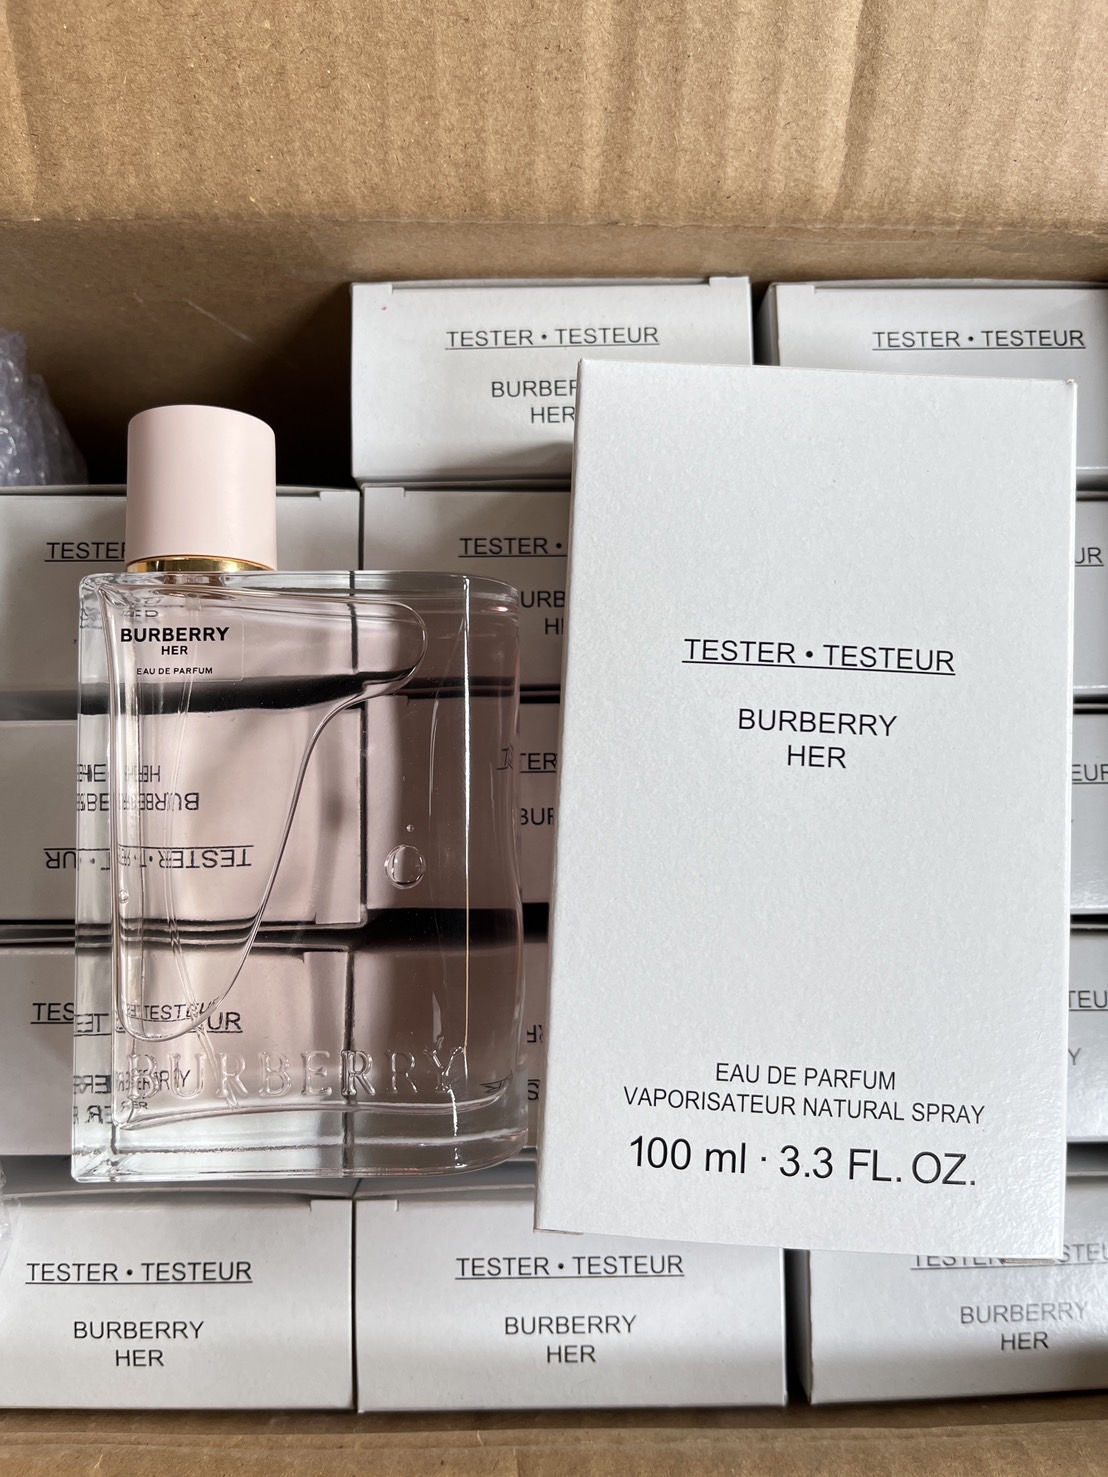 TESTER • TESTEUR
TESTER • TESTEUR
HER
TESTER •
BURBERRY
HER
EAU DE PARFUM
TESTER • TESTEUR
BURBERRY
HER
BURBERRY
EAU DE PARFUM
VAPORISATEUR NATURAL SPRAY
100 ml · 3.3 FL. OZ.
TESTER • TESTEUR
BURBERRY
HER
TESTER • TESTEUR
BURBERRY
HER
BURBERRY
HER